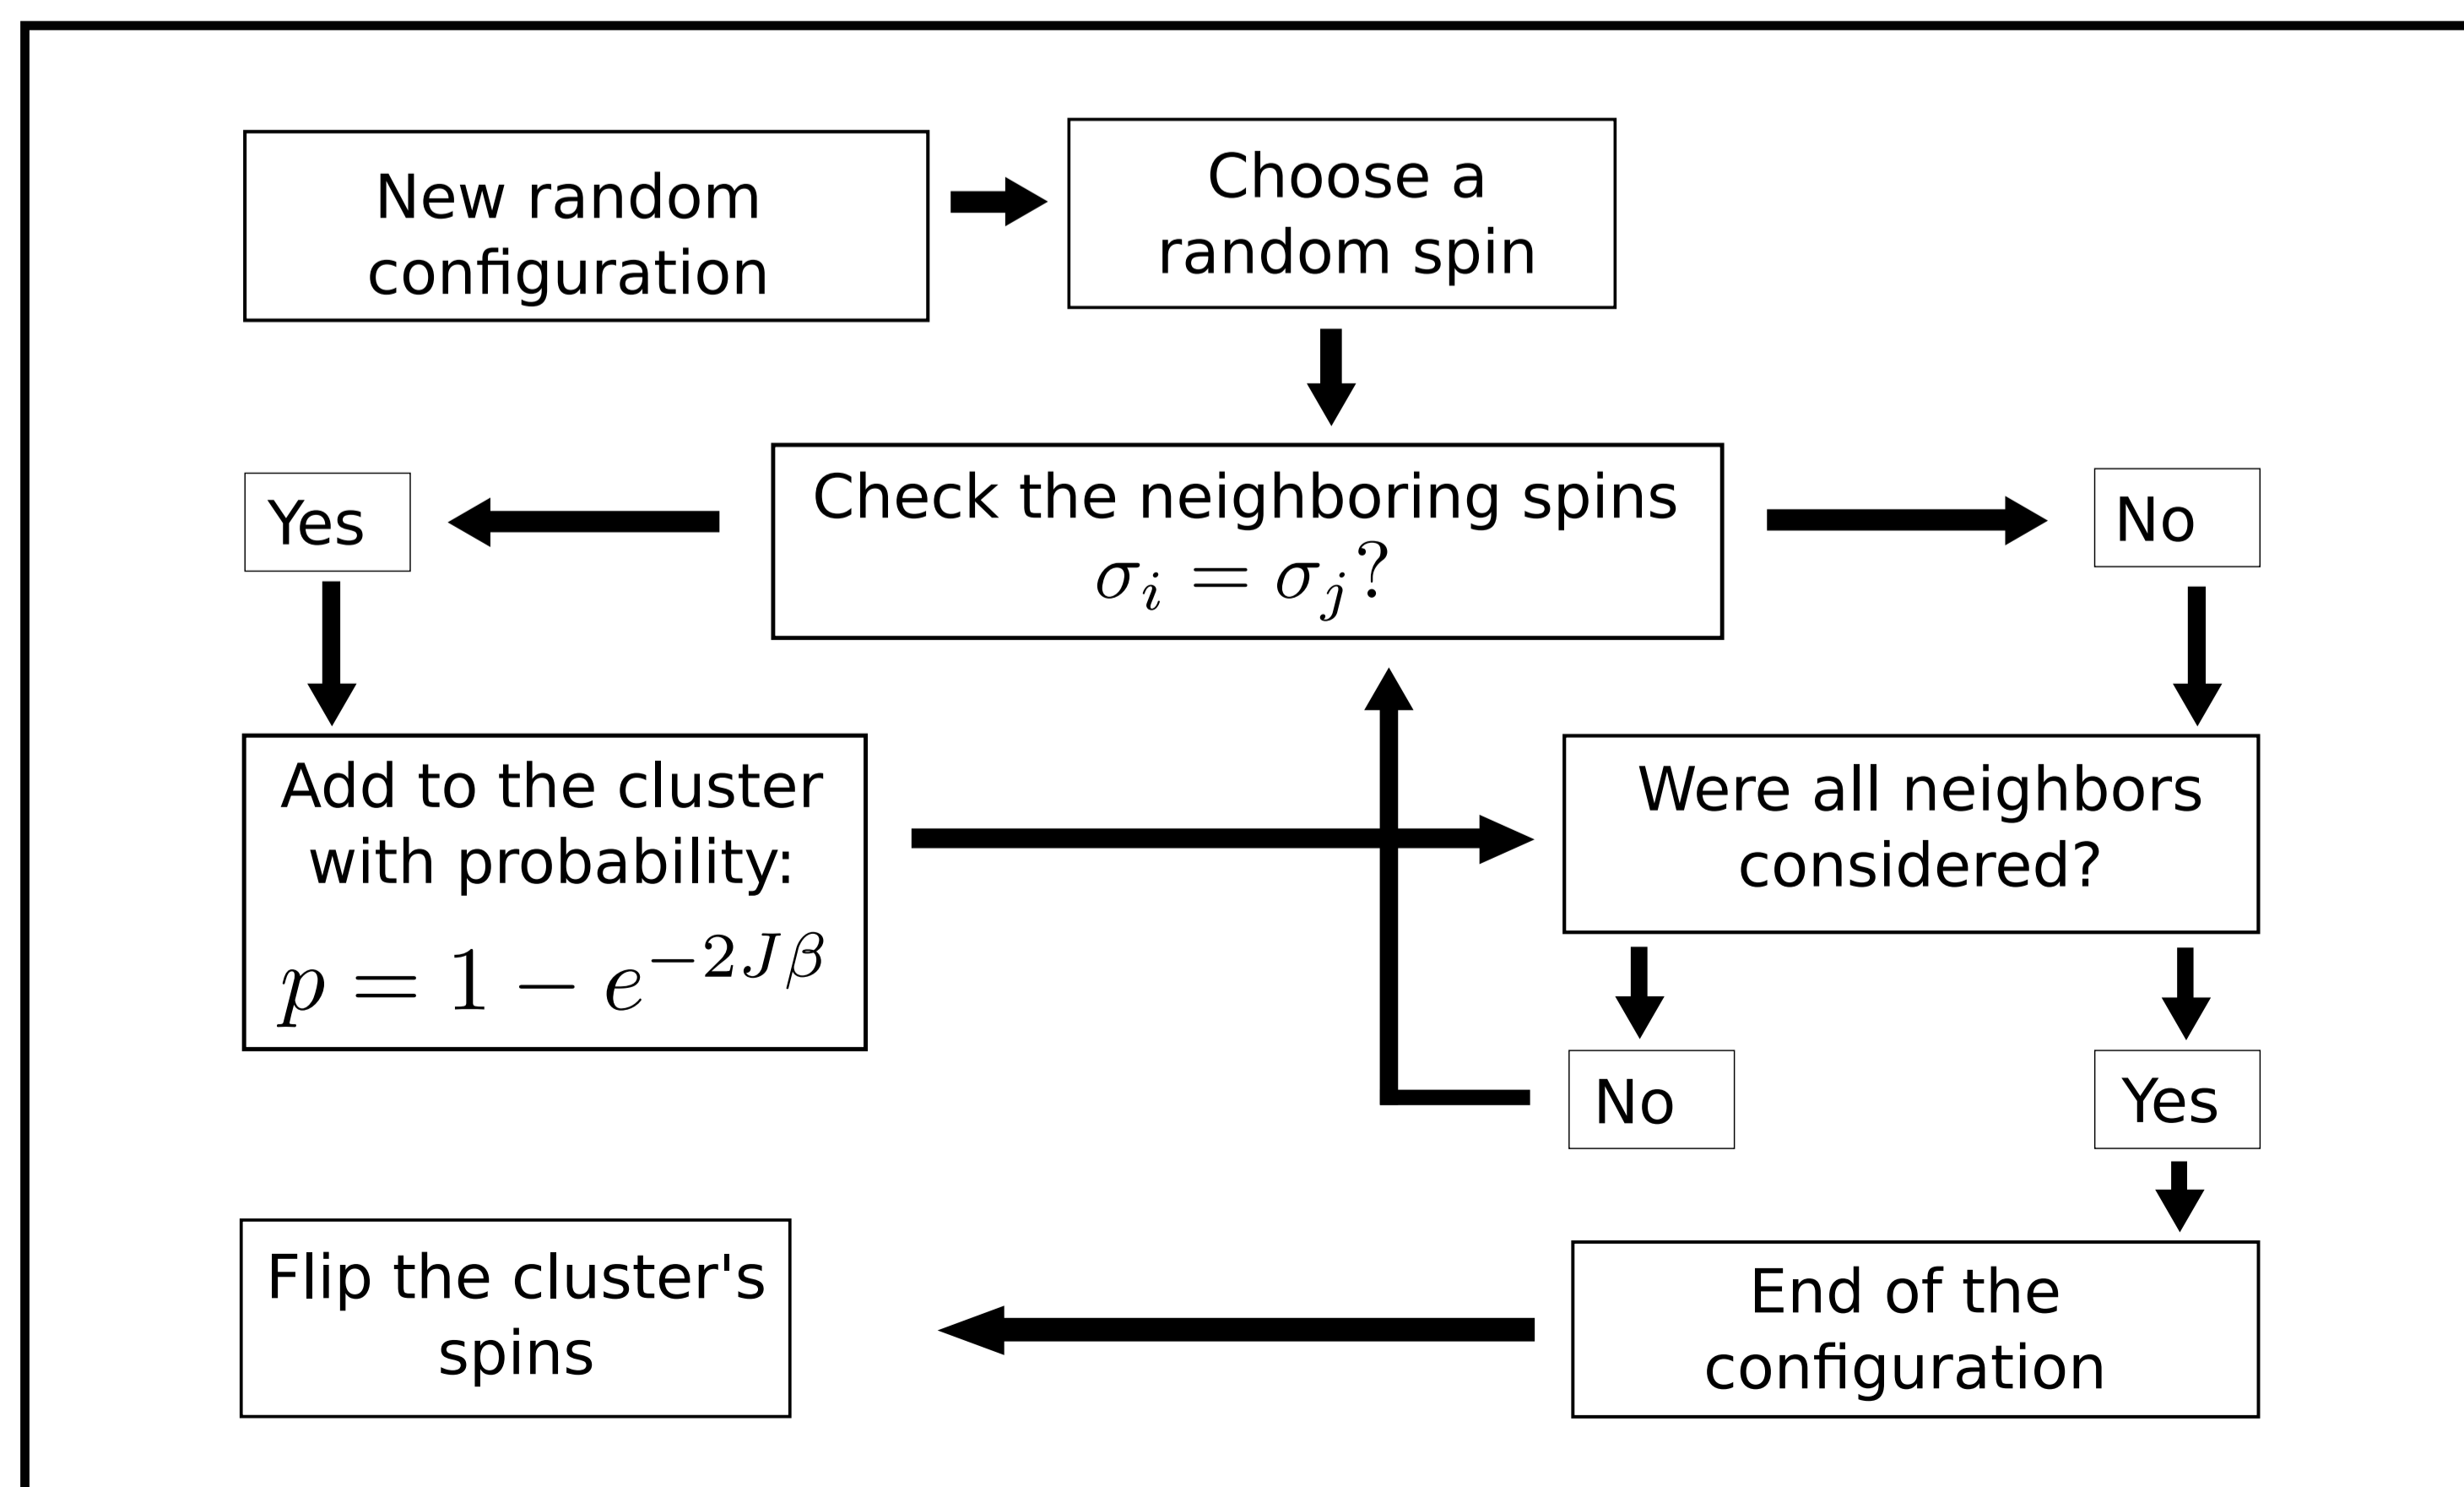 New random
configuration
Choose a
random spin
Yes
Check the neighboring spins
σ_i = σ_j?
No
Add to the cluster
with probability:
p = 1 − e^{−2Jβ}
Were all neighbors
considered?
No
Yes
Flip the cluster's
spins
End of the
configuration